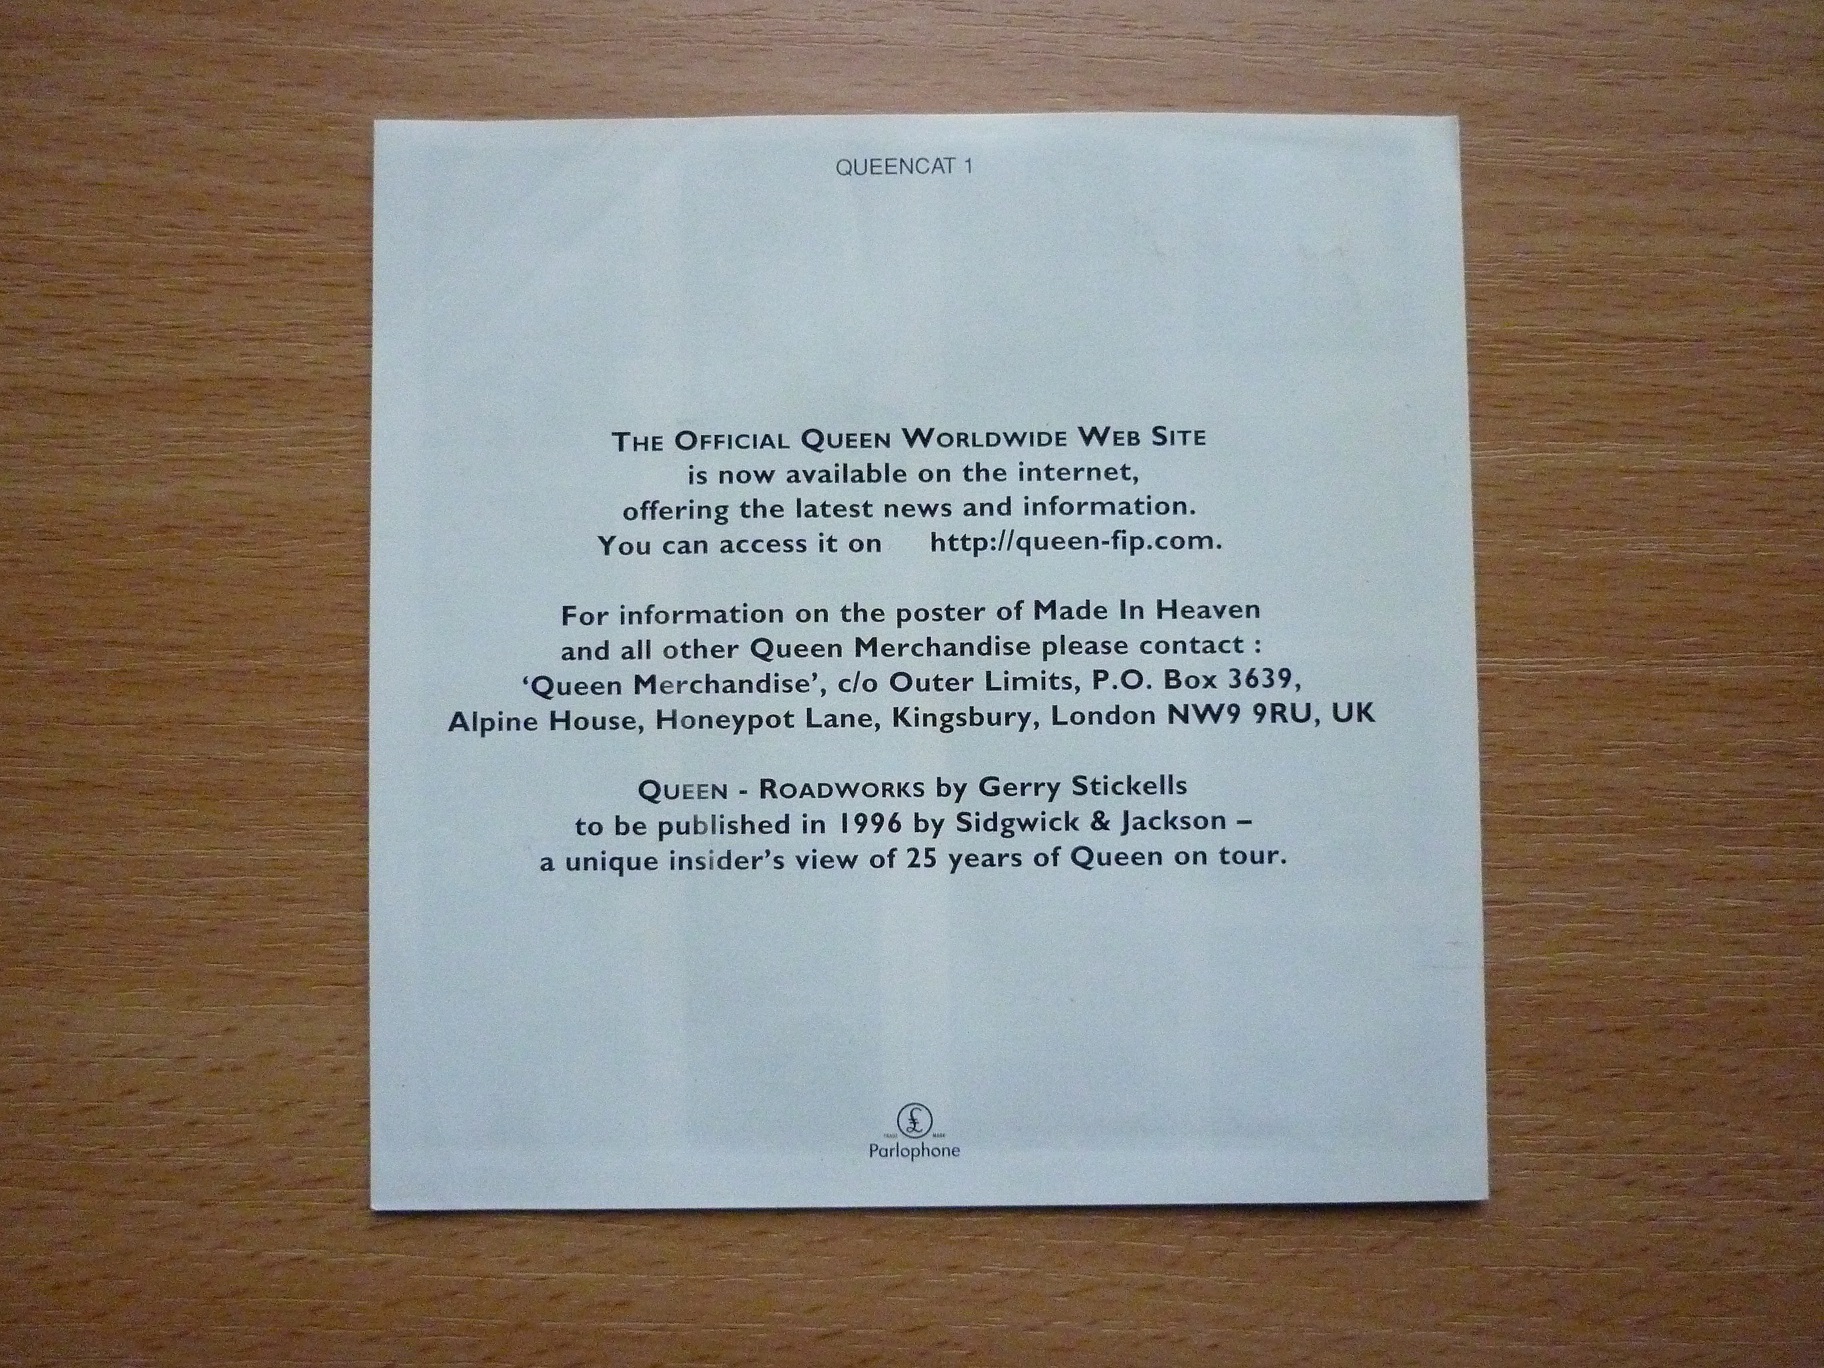 QUEENCAT 1
THE OFFICIAL QUEEN WORLDWIDE WEB SITE
is now available on the internet,
offering the latest news and information.
You can access it on http://queen-fip.com.
For information on the poster of Made In Heaven
and all other Queen Merchandise please contact :
‘Queen Merchandise’, c/o Outer Limits, P.O. Box 3639,
Alpine House, Honeypot Lane, Kingsbury, London NW9 9RU, UK
QUEEN - ROADWORKS by Gerry Stickells
to be published in 1996 by Sidgwick & Jackson –
a unique insider’s view of 25 years of Queen on tour.
£
TRADE MARK
Parlophone